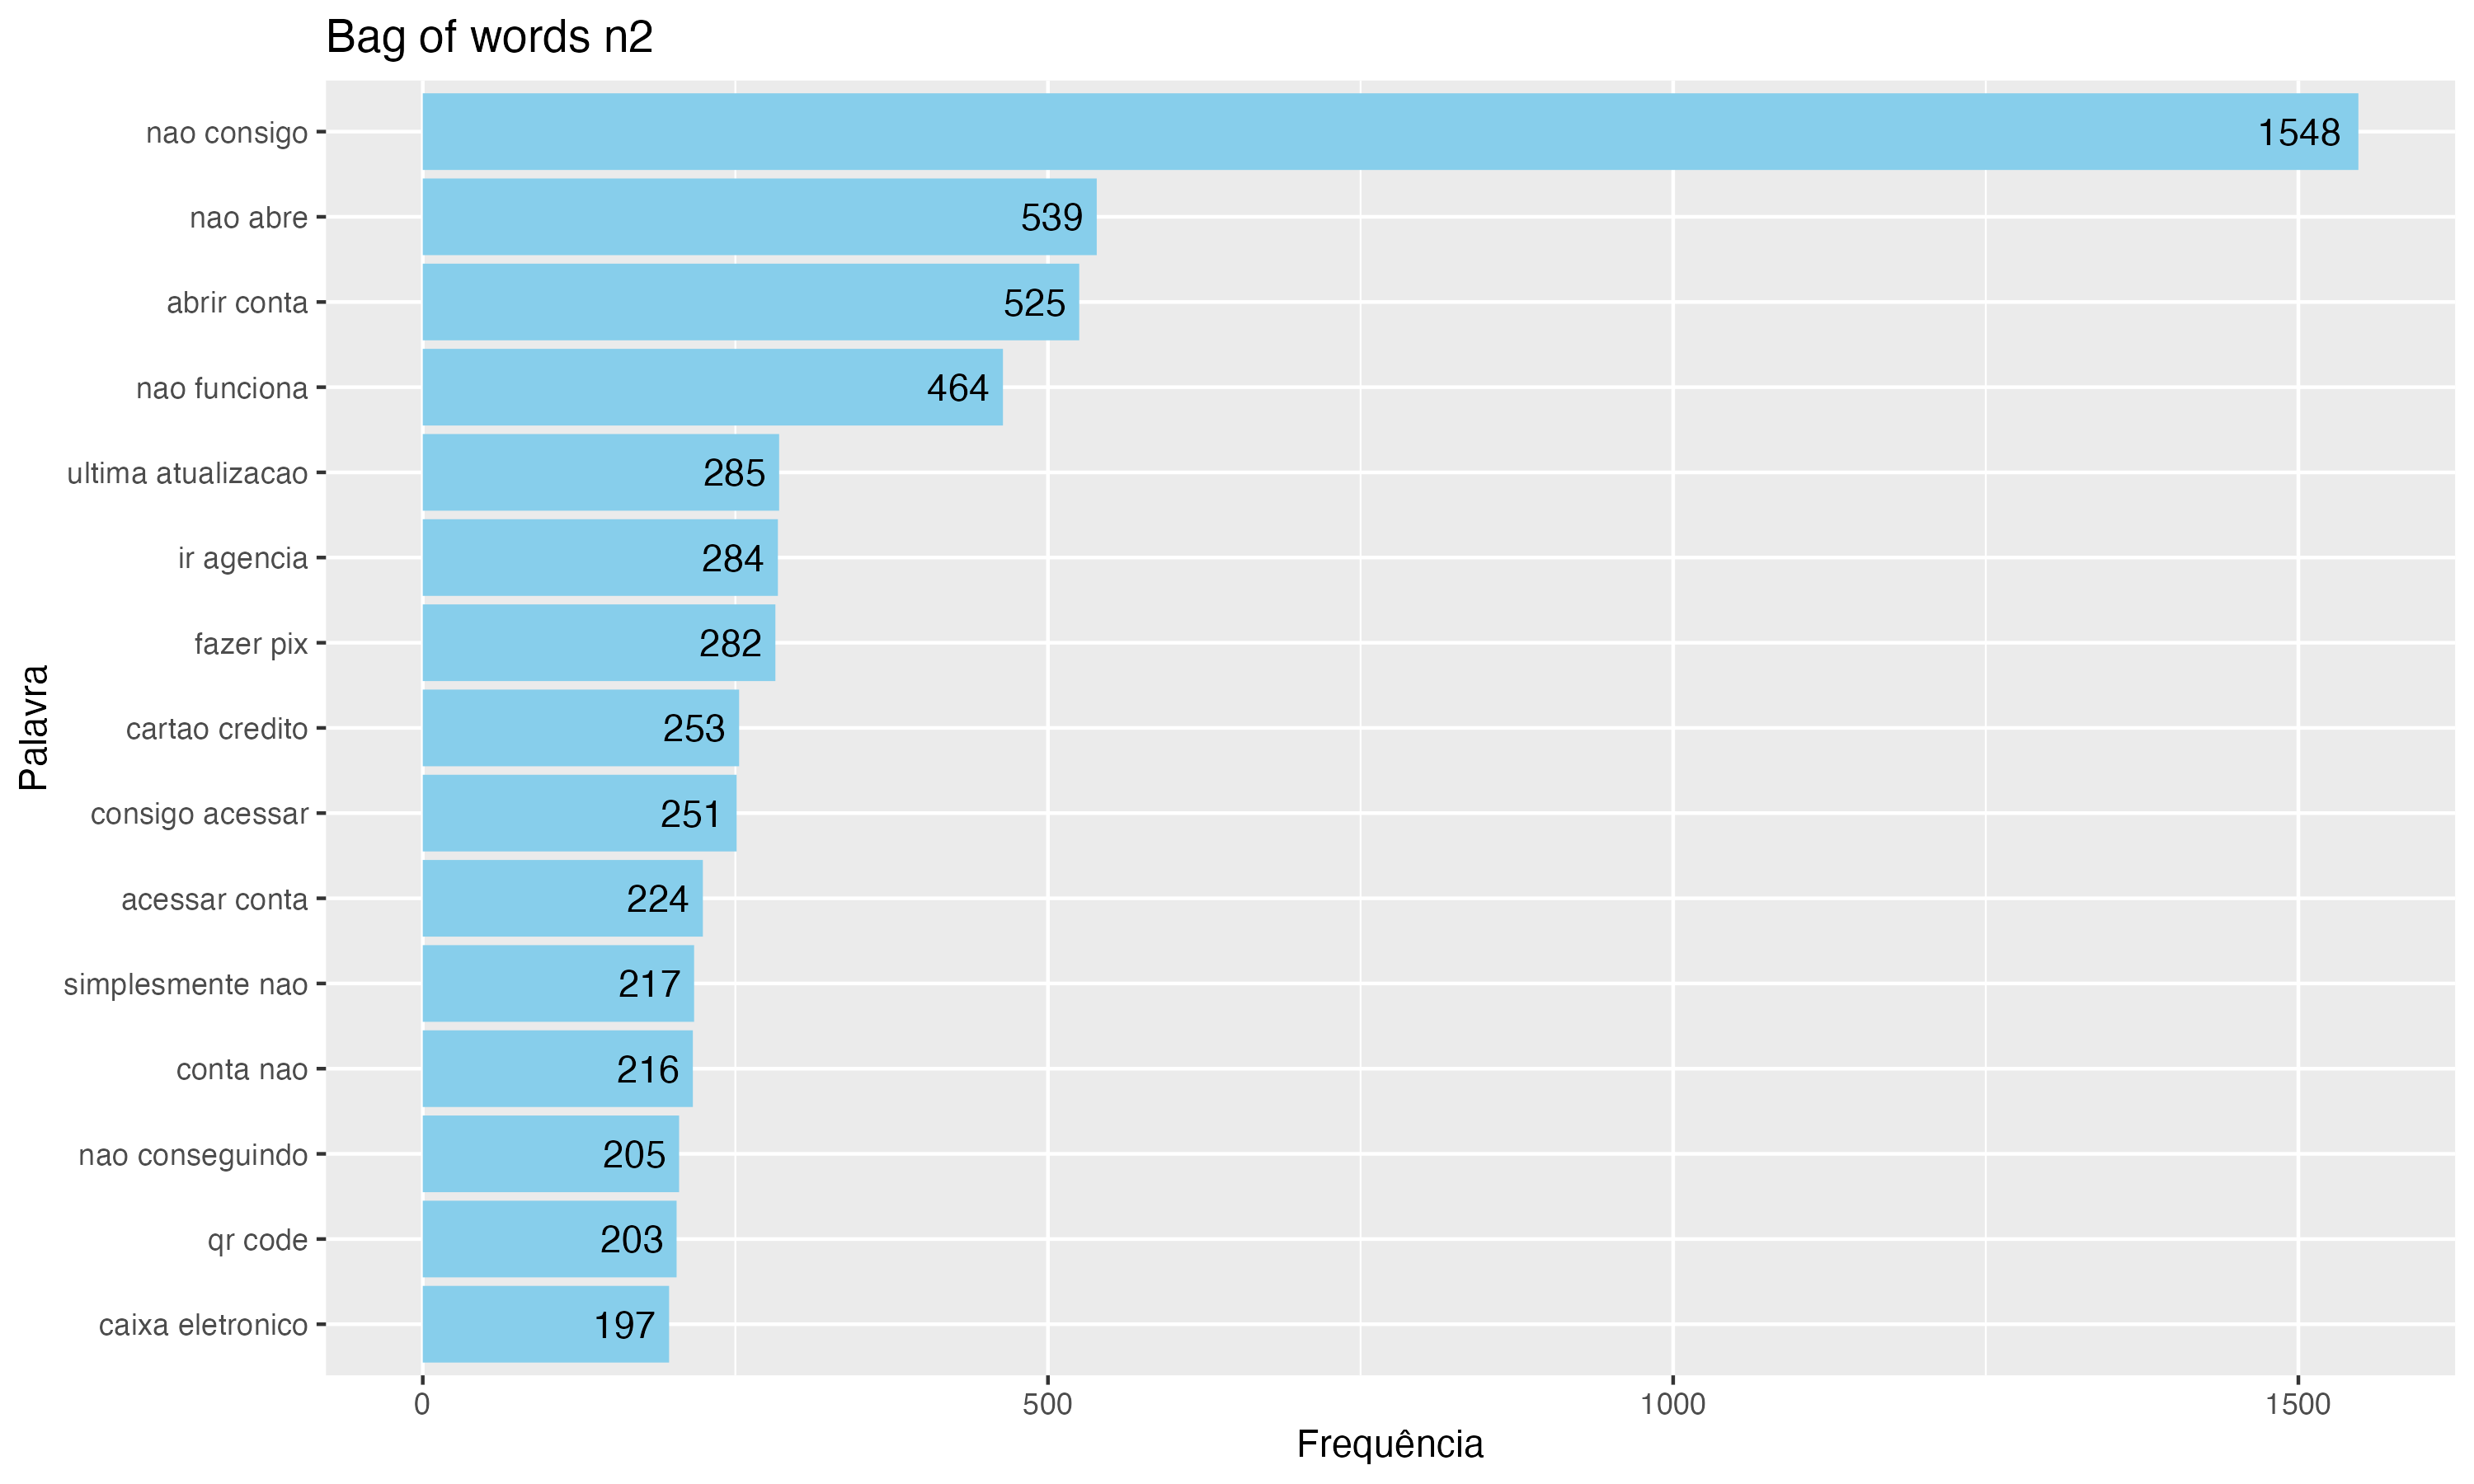 Bag of words n2
nao consigo 1548
nao abre 539
abrir conta 525
nao funciona 464
ultima atualizacao 285
ir agencia 284
fazer pix 282
cartao credito 253
consigo acessar 251
acessar conta 224
simplesmente nao 217
conta nao 216
nao conseguindo 205
qr code 203
caixa eletronico 197
Palavra
0 500 1000 1500
Frequência